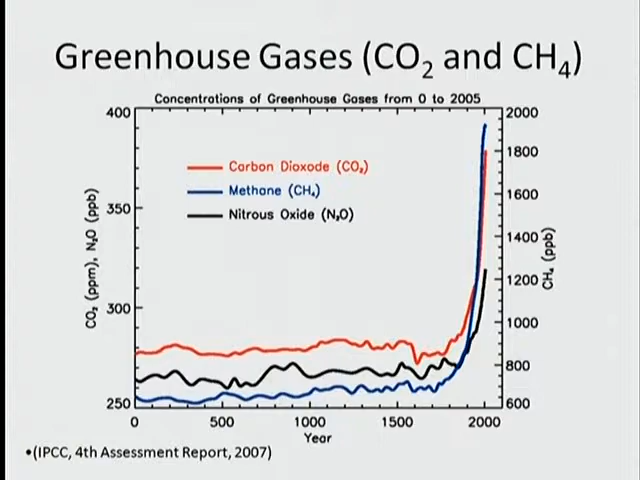 Greenhouse Gases (CO₂ and CH₄)
Concentrations of Greenhouse Gases from 0 to 2005
400
350
300
250
CO₂ (ppm), N₂O (ppb)
Carbon Dioxode (CO₂)
Methane (CH₄)
Nitrous Oxide (N₂O)
2000
1800
1600
1400
1200
1000
800
600
CH₄ (ppb)
0
500
1000
1500
2000
Year
•(IPCC, 4th Assessment Report, 2007)